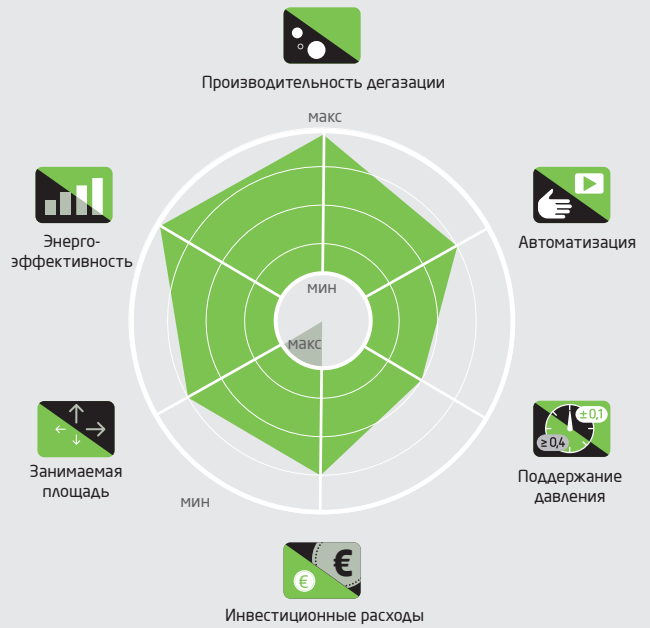 Производительность дегазации
макс
Энерго-
эффективность
Автоматизация
мин
макс
± 0,1
≥ 0,4
Занимаемая
площадь
Поддержание
давления
мин
€
€
Инвестиционные расходы